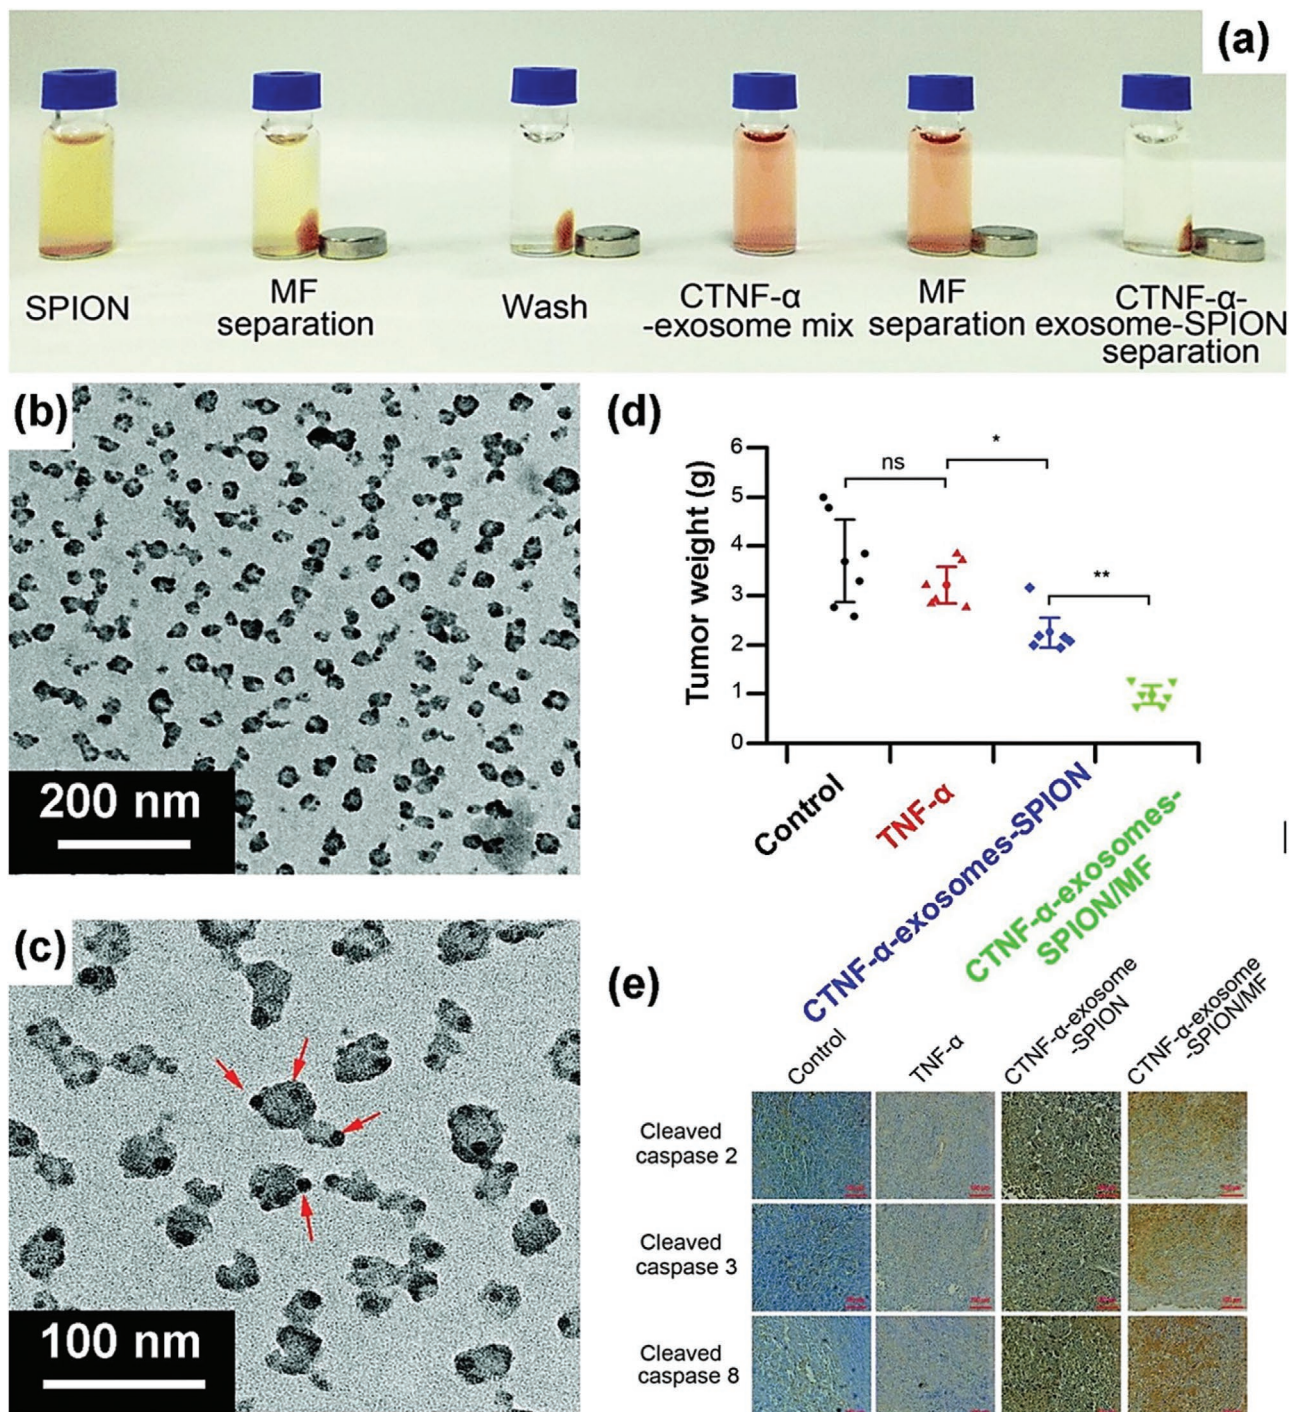 (a)
SPION
MF
separation
Wash
CTNF-α
-exosome mix
MF
separation
CTNF-α-
exosome-SPION
separation
(b)
200 nm
(c)
100 nm
(d)
Tumor weight (g)
6
5
4
3
2
1
0
ns
*
**
Control
TNF-α
CTNF-α-exosomes-SPION
CTNF-α-exosomes-
SPION/MF
(e)
Control
TNF-α
CTNF-α-exosome
-SPION
CTNF-α-exosome
-SPION/MF
Cleaved
caspase 2
Cleaved
caspase 3
Cleaved
caspase 8